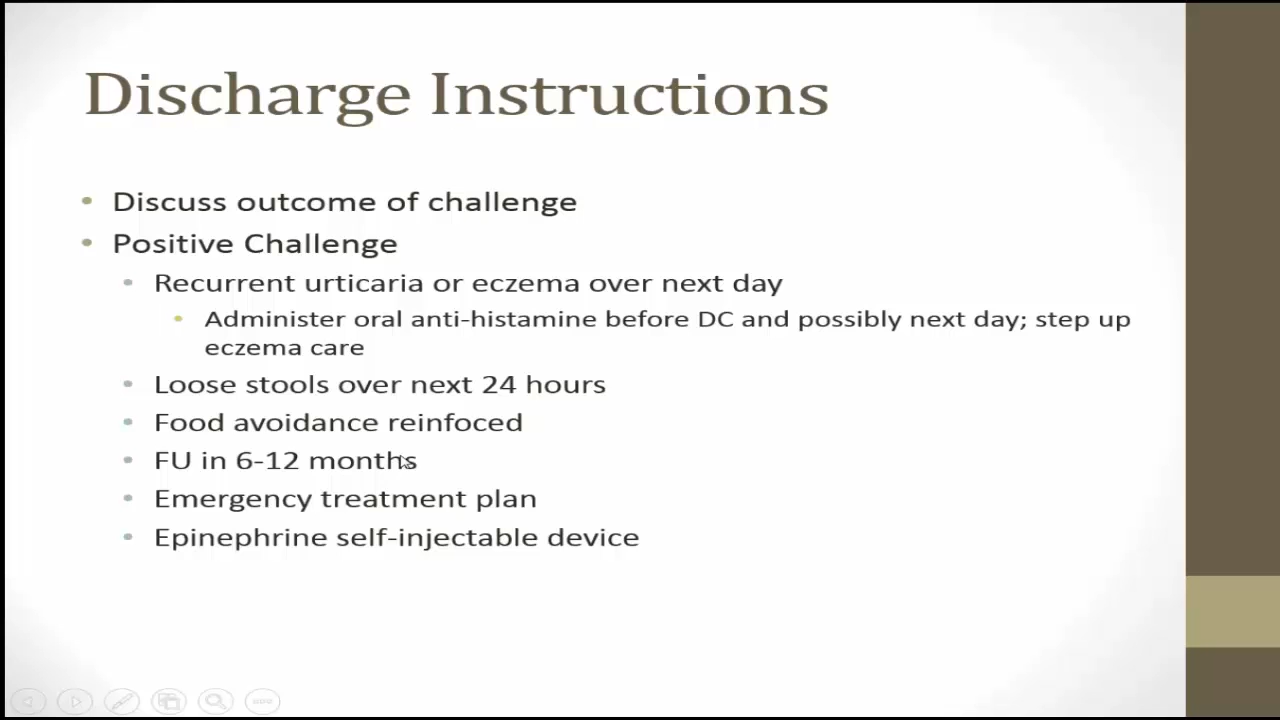 Discharge Instructions
• Discuss outcome of challenge
• Positive Challenge
• Recurrent urticaria or eczema over next day
• Administer oral anti-histamine before DC and possibly next day; step up
eczema care
• Loose stools over next 24 hours
• Food avoidance reinfoced
• FU in 6-12 months
• Emergency treatment plan
• Epinephrine self-injectable device